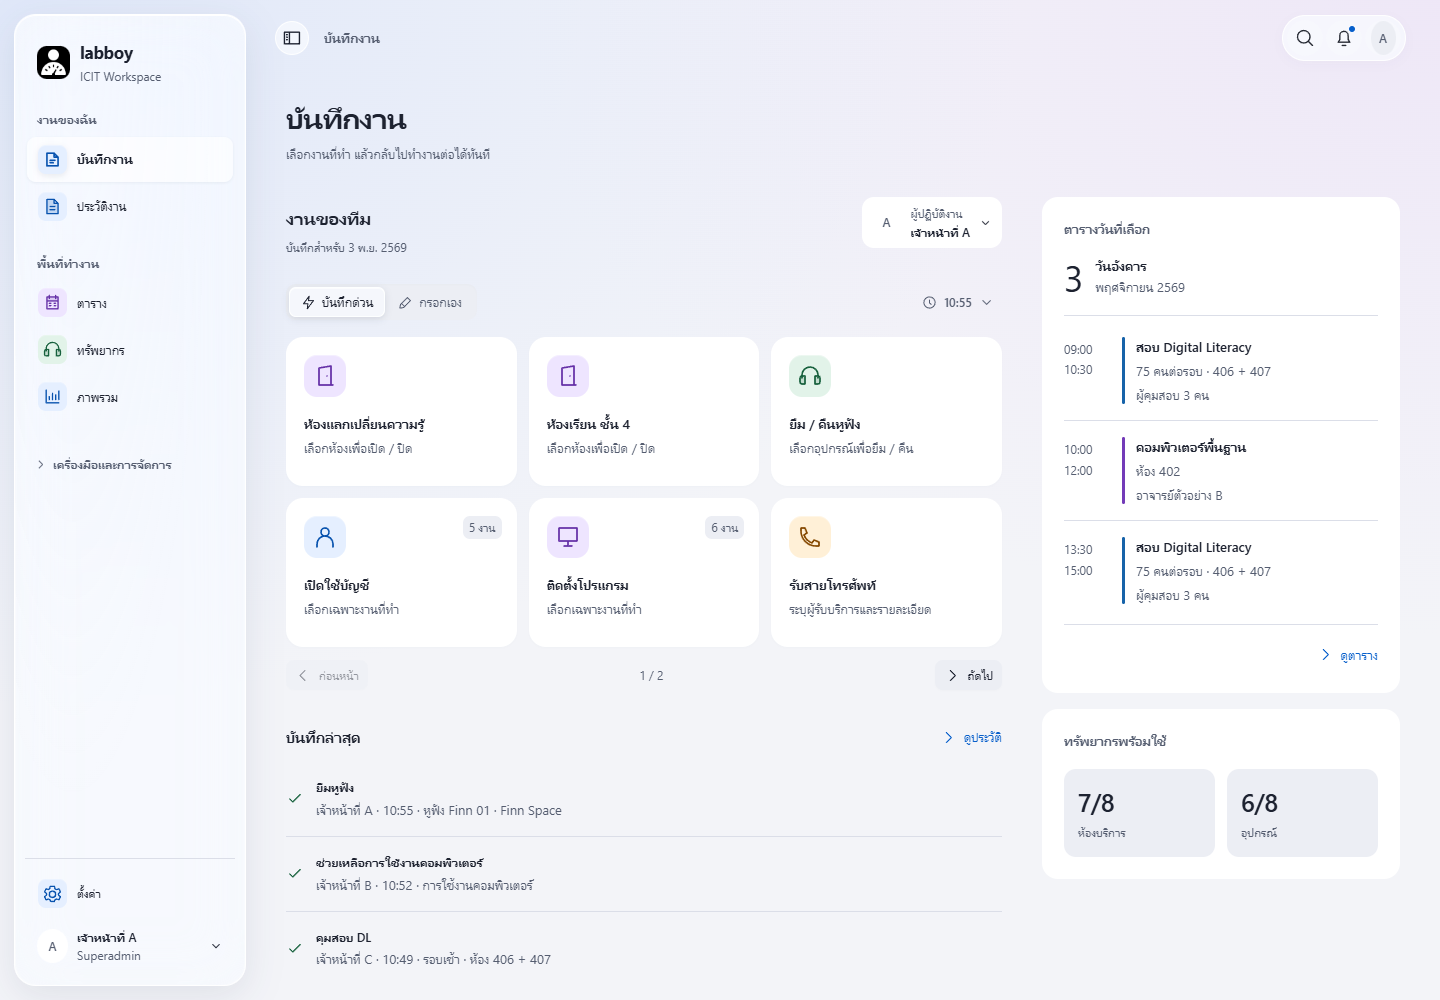 labboy
ICIT Workspace
งานของฉัน
บันทึกงาน
ประวัติงาน
พื้นที่ทำงาน
ตาราง
ทรัพยากร
ภาพรวม
เครื่องมือและการจัดการ
ตั้งค่า
A
เจ้าหน้าที่ A
Superadmin
บันทึกงาน
A
บันทึกงาน
เลือกงานที่ทำ แล้วกลับไปทำงานต่อได้ทันที
งานของทีม
บันทึกสำหรับ 3 พ.ย. 2569
A
ผู้ปฏิบัติงาน
เจ้าหน้าที่ A
บันทึกด่วน
กรอกเอง
10:55
ห้องแลกเปลี่ยนความรู้
เลือกห้องเพื่อเปิด / ปิด
ห้องเรียน ชั้น 4
เลือกห้องเพื่อเปิด / ปิด
ยืม / คืนหูฟัง
เลือกอุปกรณ์เพื่อยืม / คืน
5 งาน
เปิดใช้บัญชี
เลือกเฉพาะงานที่ทำ
6 งาน
ติดตั้งโปรแกรม
เลือกเฉพาะงานที่ทำ
รับสายโทรศัพท์
ระบุผู้รับบริการและรายละเอียด
ก่อนหน้า
1 / 2
ถัดไป
บันทึกล่าสุด
ดูประวัติ
ยืมหูฟัง
เจ้าหน้าที่ A · 10:55 · หูฟัง Finn 01 · Finn Space
ช่วยเหลือการใช้งานคอมพิวเตอร์
เจ้าหน้าที่ B · 10:52 · การใช้งานคอมพิวเตอร์
คุมสอบ DL
เจ้าหน้าที่ C · 10:49 · รอบเช้า · ห้อง 406 + 407
ตารางวันที่เลือก
3
วันอังคาร
พฤศจิกายน 2569
09:00
10:30
สอบ Digital Literacy
75 คนต่อรอบ · 406 + 407
ผู้คุมสอบ 3 คน
10:00
12:00
คอมพิวเตอร์พื้นฐาน
ห้อง 402
อาจารย์ตัวอย่าง B
13:30
15:00
สอบ Digital Literacy
75 คนต่อรอบ · 406 + 407
ผู้คุมสอบ 3 คน
ดูตาราง
ทรัพยากรพร้อมใช้
7/8
ห้องบริการ
6/8
อุปกรณ์